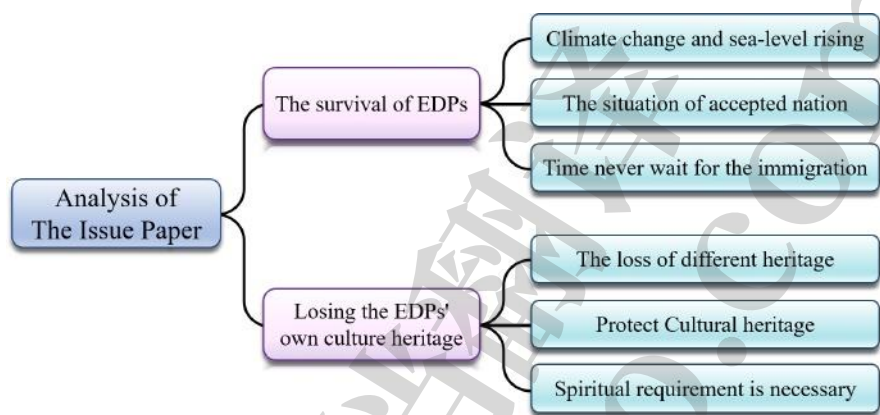 Analysis of
The Issue Paper
The survival of EDPs
Climate change and sea-level rising
The situation of accepted nation
Time never wait for the immigration
Losing the EDPs'
own culture heritage
The loss of different heritage
Protect Cultural heritage
Spiritual requirement is necessary